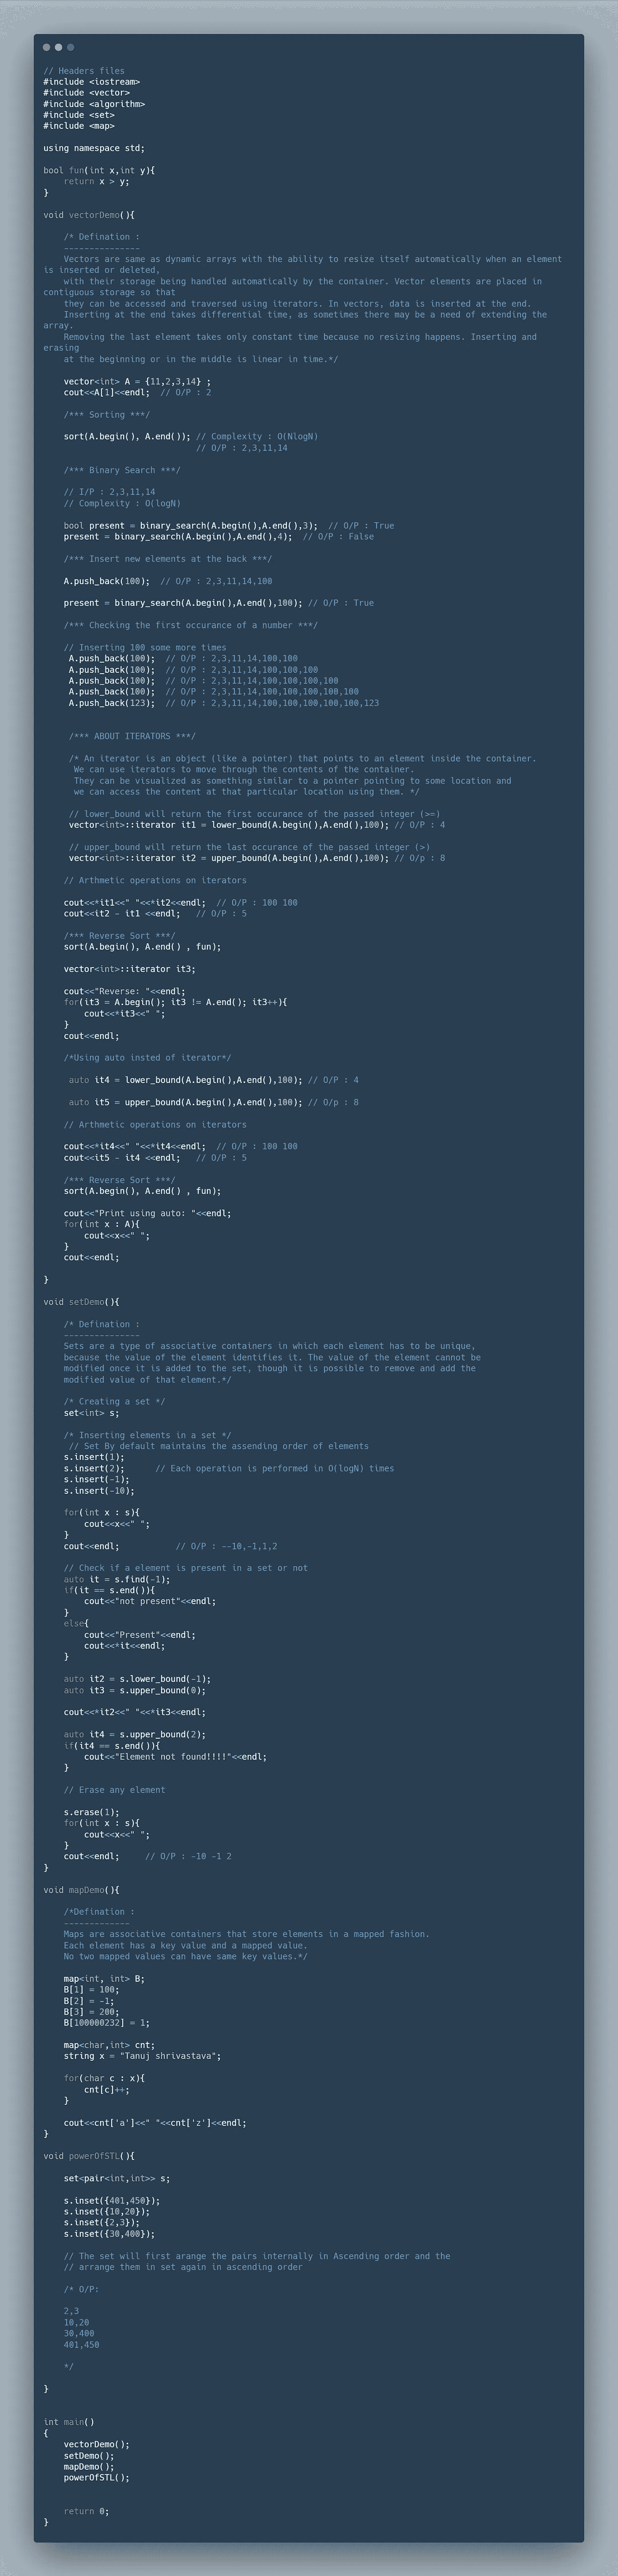 // Headers files
#include <iostream>
#include <vector>
#include <algorithm>
#include <set>
#include <map>

using namespace std;

bool fun(int x,int y){
    return x > y;
}

void vectorDemo(){

    /* Defination :
    ---------------
    Vectors are same as dynamic arrays with the ability to resize itself automatically when an element
is inserted or deleted,
    with their storage being handled automatically by the container. Vector elements are placed in
contiguous storage so that
    they can be accessed and traversed using iterators. In vectors, data is inserted at the end.
    Inserting at the end takes differential time, as sometimes there may be a need of extending the
array.
    Removing the last element takes only constant time because no resizing happens. Inserting and
erasing
    at the beginning or in the middle is linear in time.*/

    vector<int> A = {11,2,3,14} ;
    cout<<A[1]<<endl;  // O/P : 2

    /*** Sorting ***/

    sort(A.begin(), A.end()); // Complexity : O(NlogN)
                              // O/P : 2,3,11,14

    /*** Binary Search ***/

    // I/P : 2,3,11,14
    // Complexity : O(logN)

    bool present = binary_search(A.begin(),A.end(),3);  // O/P : True
    present = binary_search(A.begin(),A.end(),4);  // O/P : False

    /*** Insert new elements at the back ***/

    A.push_back(100);  // O/P : 2,3,11,14,100

    present = binary_search(A.begin(),A.end(),100); // O/P : True

    /*** Checking the first occurance of a number ***/

    // Inserting 100 some more times
     A.push_back(100);  // O/P : 2,3,11,14,100,100
     A.push_back(100);  // O/P : 2,3,11,14,100,100,100
     A.push_back(100);  // O/P : 2,3,11,14,100,100,100,100
     A.push_back(100);  // O/P : 2,3,11,14,100,100,100,100,100
     A.push_back(123);  // O/P : 2,3,11,14,100,100,100,100,100,123


     /*** ABOUT ITERATORS ***/

     /* An iterator is an object (like a pointer) that points to an element inside the container.
      We can use iterators to move through the contents of the container.
      They can be visualized as something similar to a pointer pointing to some location and
      we can access the content at that particular location using them. */

     // lower_bound will return the first occurance of the passed integer (>=)
     vector<int>::iterator it1 = lower_bound(A.begin(),A.end(),100); // O/P : 4

     // upper_bound will return the last occurance of the passed integer (>)
     vector<int>::iterator it2 = upper_bound(A.begin(),A.end(),100); // O/p : 8

    // Arthmetic operations on iterators

    cout<<*it1<<" "<<*it2<<endl;  // O/P : 100 100
    cout<<it2 - it1 <<endl;   // O/P : 5

    /*** Reverse Sort ***/
    sort(A.begin(), A.end() , fun);

    vector<int>::iterator it3;

    cout<<"Reverse: "<<endl;
    for(it3 = A.begin(); it3 != A.end(); it3++){
        cout<<*it3<<" ";
    }
    cout<<endl;

    /*Using auto insted of iterator*/

     auto it4 = lower_bound(A.begin(),A.end(),100); // O/P : 4

     auto it5 = upper_bound(A.begin(),A.end(),100); // O/p : 8

    // Arthmetic operations on iterators

    cout<<*it4<<" "<<*it4<<endl;  // O/P : 100 100
    cout<<it5 - it4 <<endl;   // O/P : 5

    /*** Reverse Sort ***/
    sort(A.begin(), A.end() , fun);

    cout<<"Print using auto: "<<endl;
    for(int x : A){
        cout<<x<<" ";
    }
    cout<<endl;

}

void setDemo(){

    /* Defination :
    ---------------
    Sets are a type of associative containers in which each element has to be unique,
    because the value of the element identifies it. The value of the element cannot be
    modified once it is added to the set, though it is possible to remove and add the
    modified value of that element.*/

    /* Creating a set */
    set<int> s;

    /* Inserting elements in a set */
     // Set By default maintains the assending order of elements
    s.insert(1);
    s.insert(2);      // Each operation is performed in O(logN) times
    s.insert(-1);
    s.insert(-10);

    for(int x : s){
        cout<<x<<" ";
    }
    cout<<endl;           // O/P : --10,-1,1,2

    // Check if a element is present in a set or not
    auto it = s.find(-1);
    if(it == s.end()){
        cout<<"not present"<<endl;
    }
    else{
        cout<<"Present"<<endl;
        cout<<*it<<endl;
    }

    auto it2 = s.lower_bound(-1);
    auto it3 = s.upper_bound(0);

    cout<<*it2<<" "<<*it3<<endl;

    auto it4 = s.upper_bound(2);
    if(it4 == s.end()){
        cout<<"Element not found!!!!"<<endl;
    }

    // Erase any element

    s.erase(1);
    for(int x : s){
        cout<<x<<" ";
    }
    cout<<endl;     // O/P : -10 -1 2
}

void mapDemo(){

    /*Defination :
    -------------
    Maps are associative containers that store elements in a mapped fashion.
    Each element has a key value and a mapped value.
    No two mapped values can have same key values.*/

    map<int, int> B;
    B[1] = 100;
    B[2] = -1;
    B[3] = 200;
    B[100000232] = 1;

    map<char,int> cnt;
    string x = "Tanuj shrivastava";

    for(char c : x){
        cnt[c]++;
    }

    cout<<cnt['a']<<" "<<cnt['z']<<endl;
}

void powerOfSTL(){

    set<pair<int,int>> s;

    s.inset({401,450});
    s.inset({10,20});
    s.inset({2,3});
    s.inset({30,400});

    // The set will first arange the pairs internally in Ascending order and the
    // arrange them in set again in ascending order

    /* O/P:

    2,3
    10,20
    30,400
    401,450

    */

}


int main()
{
    vectorDemo();
    setDemo();
    mapDemo();
    powerOfSTL();


    return 0;
}